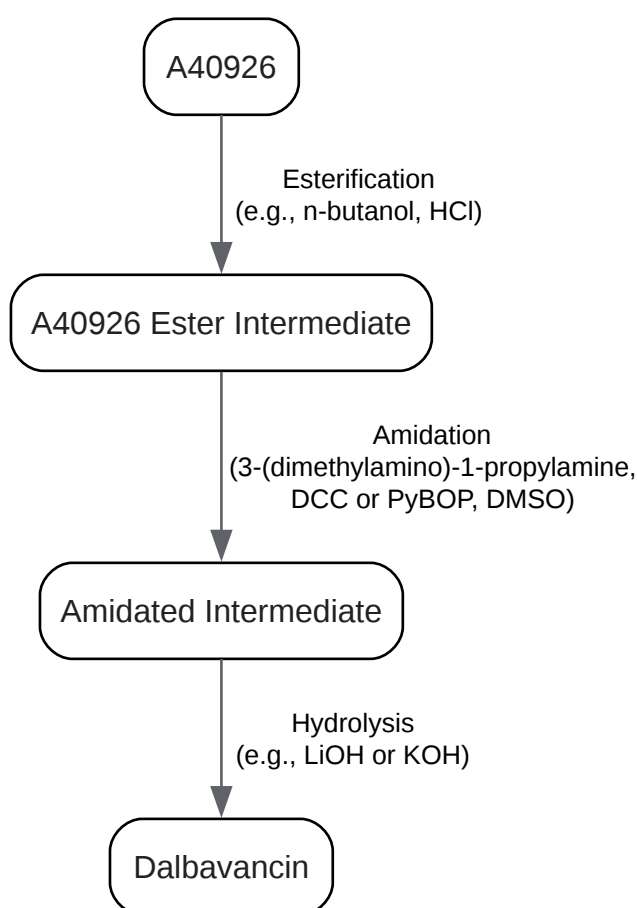 A40926
Esterification
(e.g., n-butanol, HCl)
A40926 Ester Intermediate
Amidation
(3-(dimethylamino)-1-propylamine,
DCC or PyBOP, DMSO)
Amidated Intermediate
Hydrolysis
(e.g., LiOH or KOH)
Dalbavancin